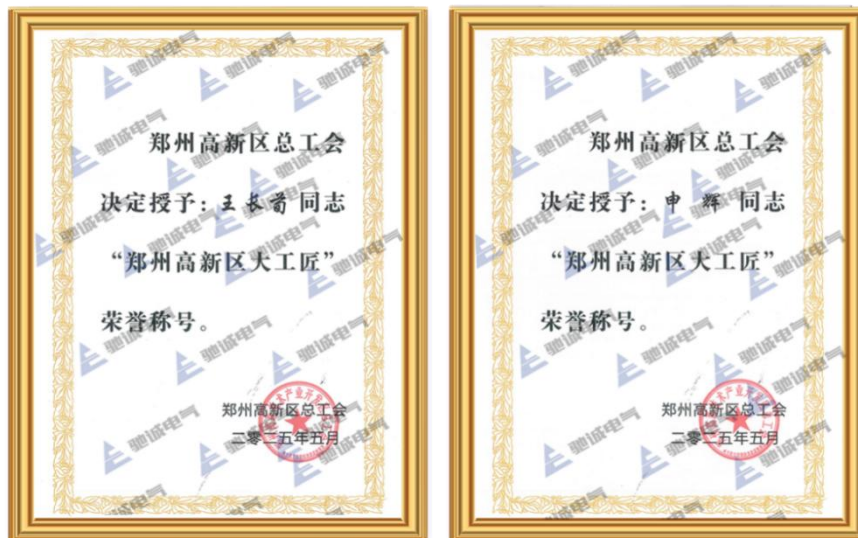 郑州高新区总工会
决定授予：王长前同志
“郑州高新区大工匠”
荣誉称号。
郑州高新区总工会
二零二五年五月
郑州高新区总工会
决定授予：申辉同志
“郑州高新区大工匠”
荣誉称号。
郑州高新区总工会
二零二五年五月
驰诚电气